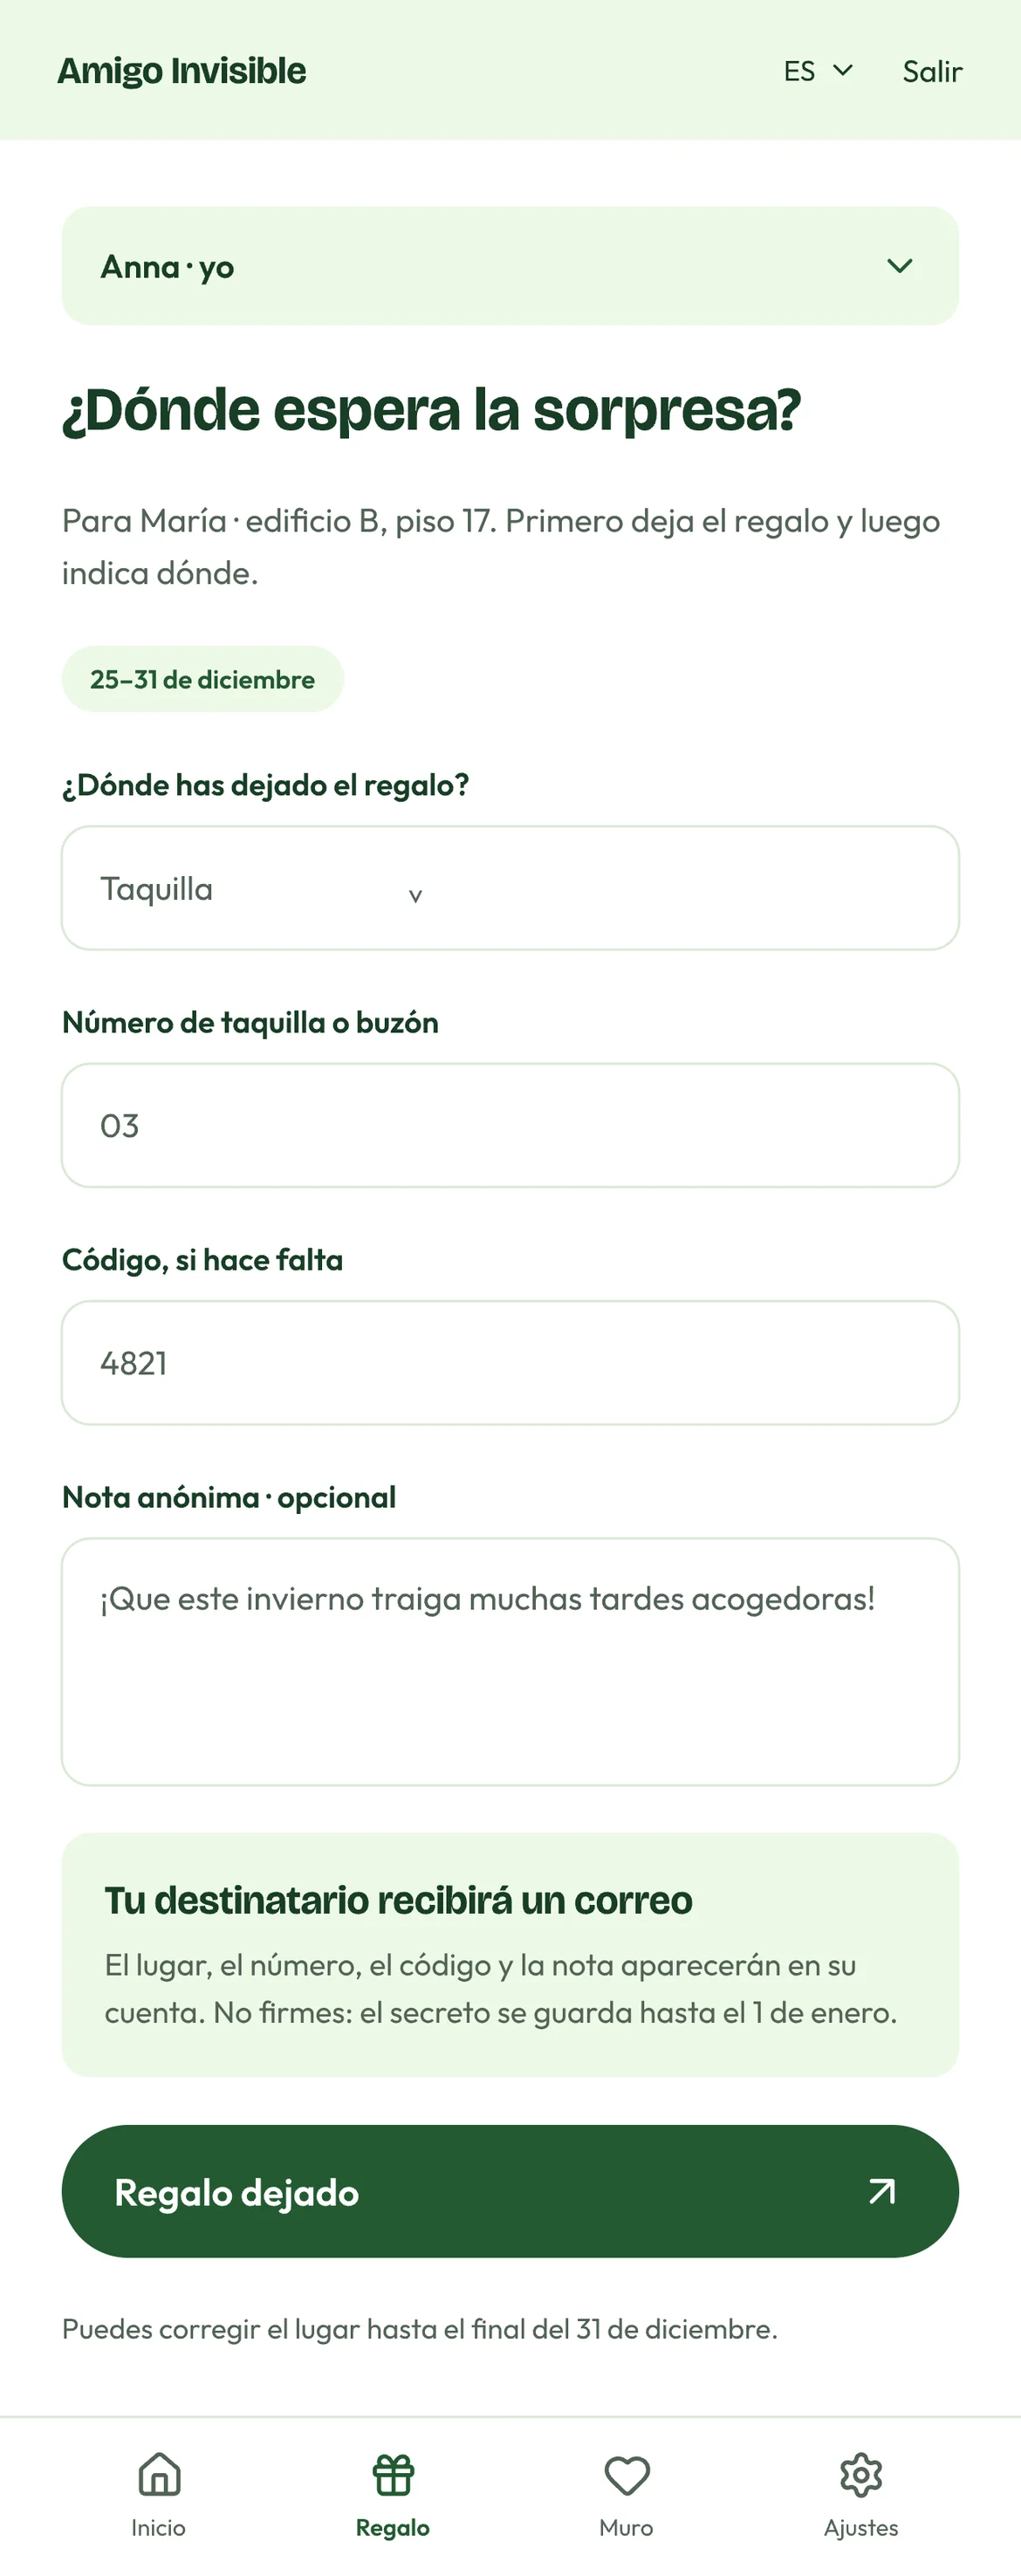 Amigo Invisible
ES
Salir
Anna · yo
¿Dónde espera la sorpresa?
Para María · edificio B, piso 17. Primero deja el regalo y luego
indica dónde.
25–31 de diciembre
¿Dónde has dejado el regalo?
Taquilla v
Número de taquilla o buzón
03
Código, si hace falta
4821
Nota anónima · opcional
¡Que este invierno traiga muchas tardes acogedoras!
Tu destinatario recibirá un correo
El lugar, el número, el código y la nota aparecerán en su
cuenta. No firmes: el secreto se guarda hasta el 1 de enero.
Regalo dejado
Puedes corregir el lugar hasta el final del 31 de diciembre.
Inicio
Regalo
Muro
Ajustes